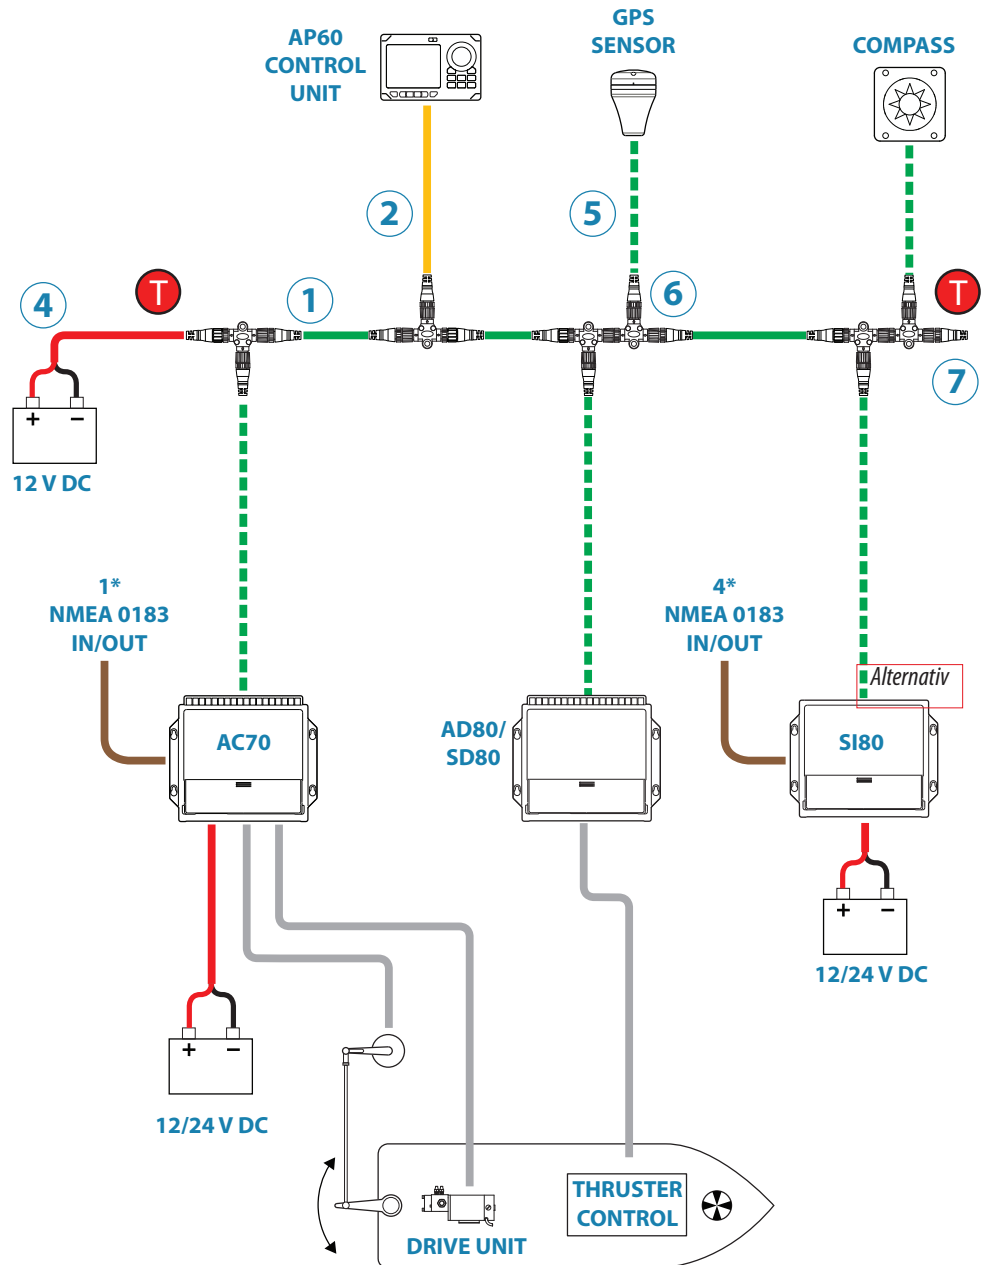 AP60
CONTROL
UNIT
GPS
SENSOR
COMPASS
2
5
4
T
1
6
T
7
+ −
12 V DC
1*
NMEA 0183
IN/OUT
4*
NMEA 0183
IN/OUT
Alternativ
AC70
AD80/
SD80
SI80
+ −
12/24 V DC
+ −
12/24 V DC
THRUSTER
CONTROL
DRIVE UNIT